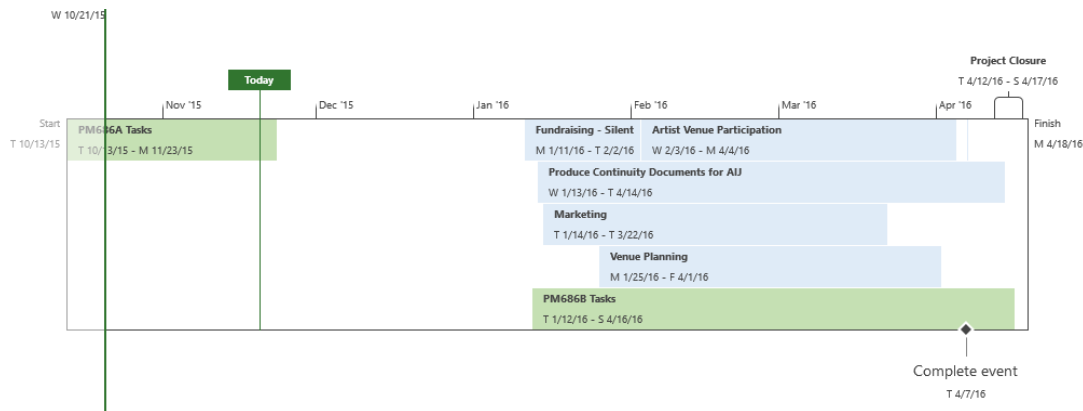 W 10/21/15
Project Closure
T 4/12/16 - S 4/17/16
Today
Nov '15
Dec '15
Jan '16
Feb '16
Mar '16
Apr '16
Start
T 10/13/15
Finish
M 4/18/16
PM686A Tasks
T 10/13/15 - M 11/23/15
Fundraising - Silent
M 1/11/16 - T 2/2/16
Artist Venue Participation
W 2/3/16 - M 4/4/16
Produce Continuity Documents for AIJ
W 1/13/16 - T 4/14/16
Marketing
T 1/14/16 - T 3/22/16
Venue Planning
M 1/25/16 - F 4/1/16
PM686B Tasks
T 1/12/16 - S 4/16/16
Complete event
T 4/7/16